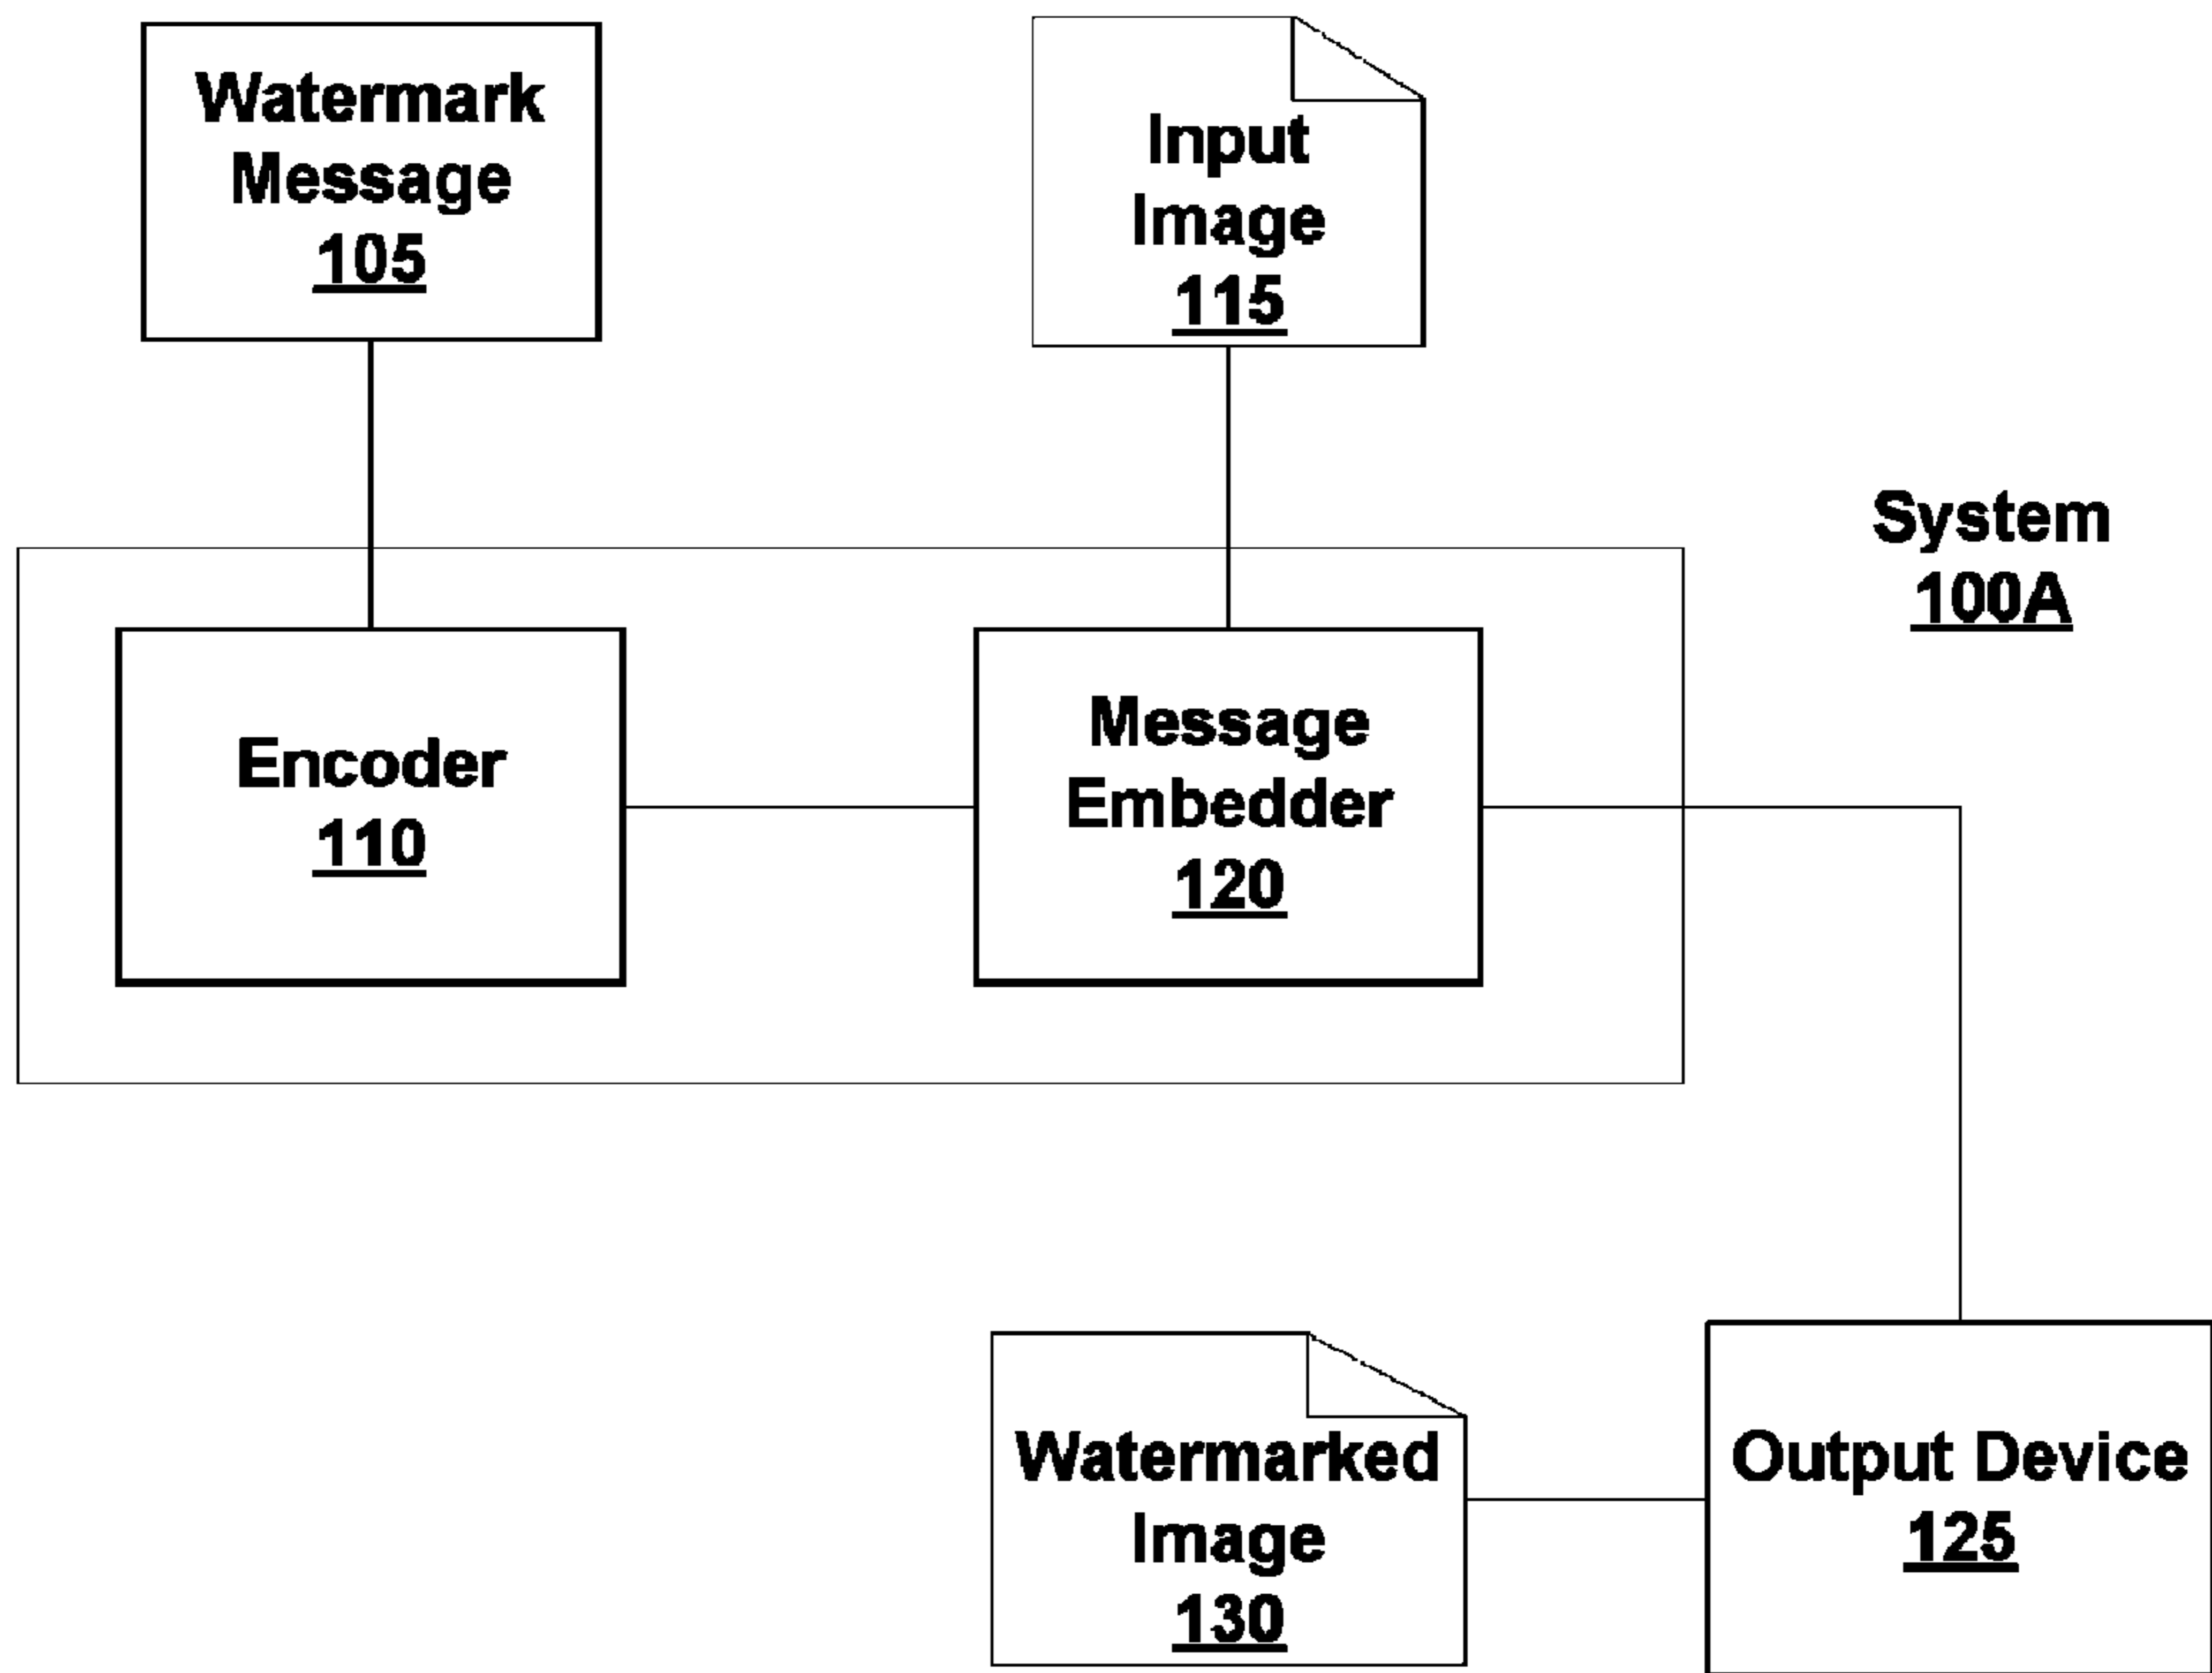 Watermark
Message
105
Input
Image
115
System
100A
Encoder
110
Message
Embedder
120
Watermarked
Image
130
Output Device
125